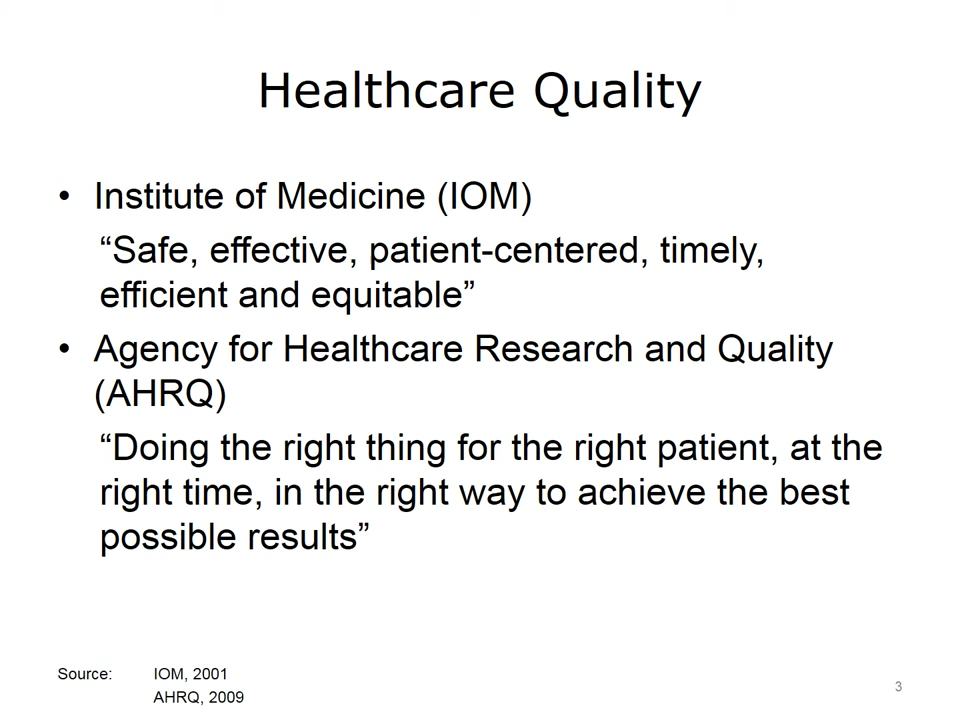 Healthcare Quality
• Institute of Medicine (IOM)
“Safe, effective, patient-centered, timely,
efficient and equitable”
• Agency for Healthcare Research and Quality
(AHRQ)
“Doing the right thing for the right patient, at the
right time, in the right way to achieve the best
possible results”
Source: IOM, 2001
AHRQ, 2009
3